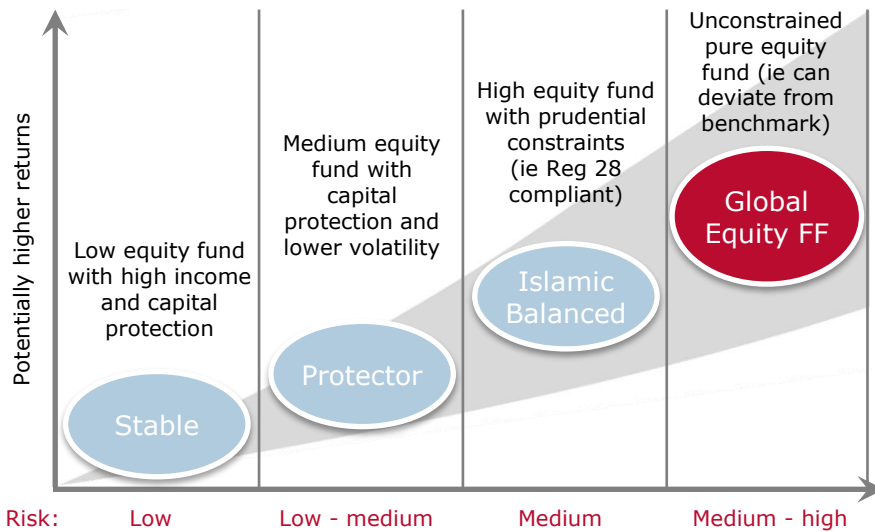 Potentially higher returns
Low equity fund
with high income
and capital
protection
Stable
Medium equity
fund with
capital
protection and
lower volatility
Protector
High equity fund
with prudential
constraints
(ie Reg 28
compliant)
Islamic
Balanced
Unconstrained
pure equity
fund (ie can
deviate from
benchmark)
Global
Equity FF
Risk: Low Low - medium Medium Medium - high